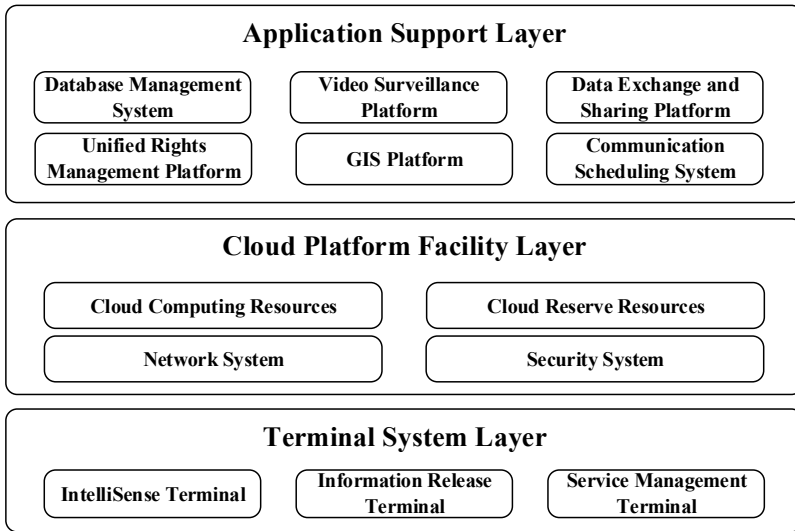 Application Support Layer
Database Management
System
Video Surveillance
Platform
Data Exchange and
Sharing Platform
Unified Rights
Management Platform
GIS Platform
Communication
Scheduling System
Cloud Platform Facility Layer
Cloud Computing Resources
Cloud Reserve Resources
Network System
Security System
Terminal System Layer
IntelliSense Terminal
Information Release
Terminal
Service Management
Terminal